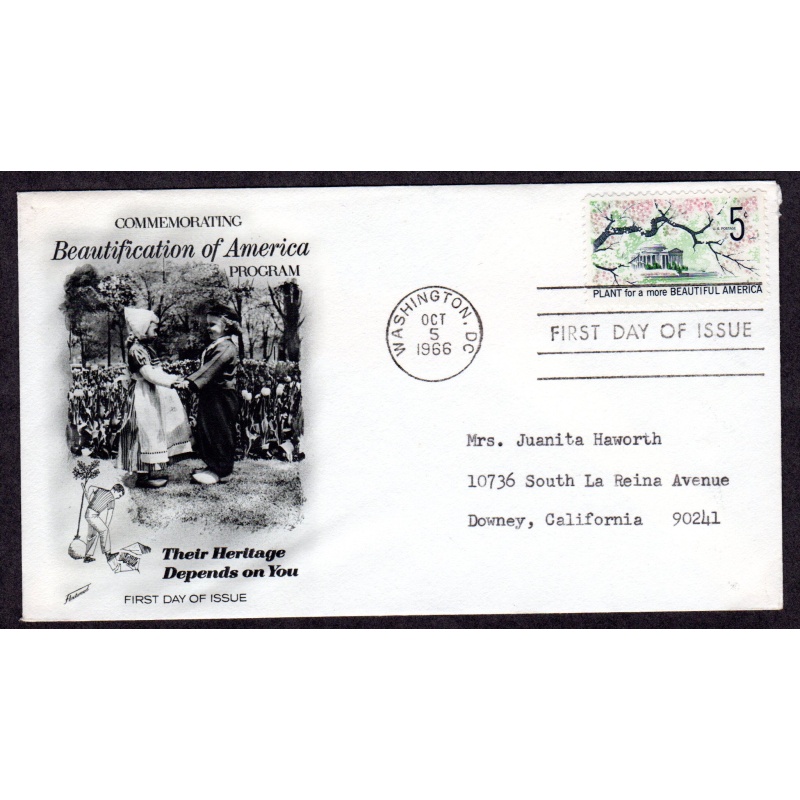 COMMEMORATING
Beautification of America
PROGRAM
5c
U.S. POSTAGE
PLANT for a more BEAUTIFUL AMERICA
WASHINGTON, DC
OCT
5
1966
FIRST DAY OF ISSUE
Mrs. Juanita Haworth
10736 South La Reina Avenue
Downey, California 90241
Their Heritage
Depends on You
Fleetwood
FIRST DAY OF ISSUE